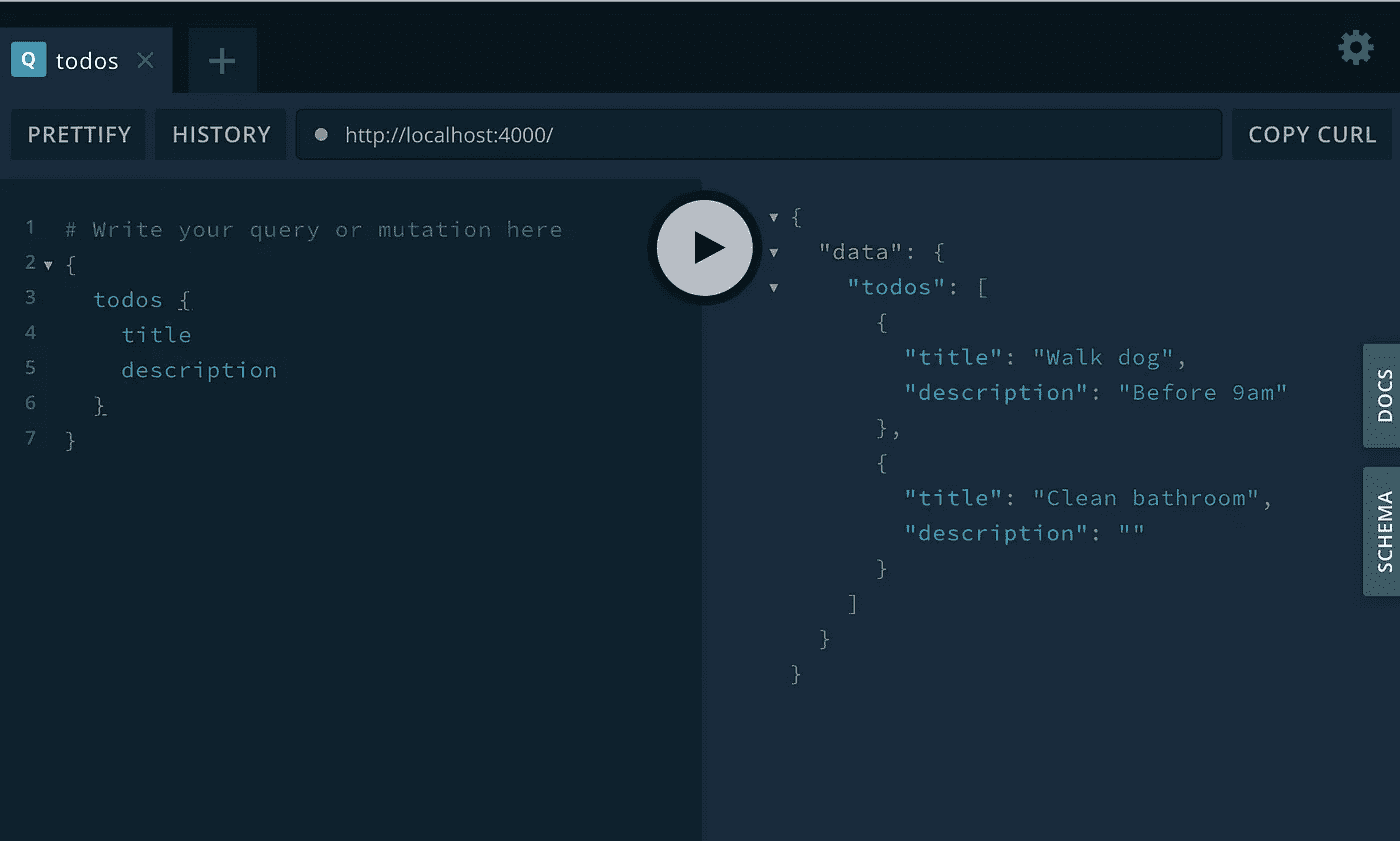 Q todos
PRETTIFY HISTORY http://localhost:4000/ COPY CURL
1 # Write your query or mutation here
2 {
3 todos {
4 title
5 description
6 }
7 }
{
"data": {
"todos": [
{
"title": "Walk dog",
"description": "Before 9am"
},
{
"title": "Clean bathroom",
"description": ""
}
]
}
}
DOCS
SCHEMA